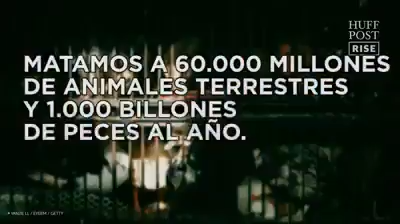 HUFF
POST
RISE
MATAMOS A 60.000 MILLONES
DE ANIMALES TERRESTRES
Y 1.000 BILLONES
DE PECES AL AÑO.